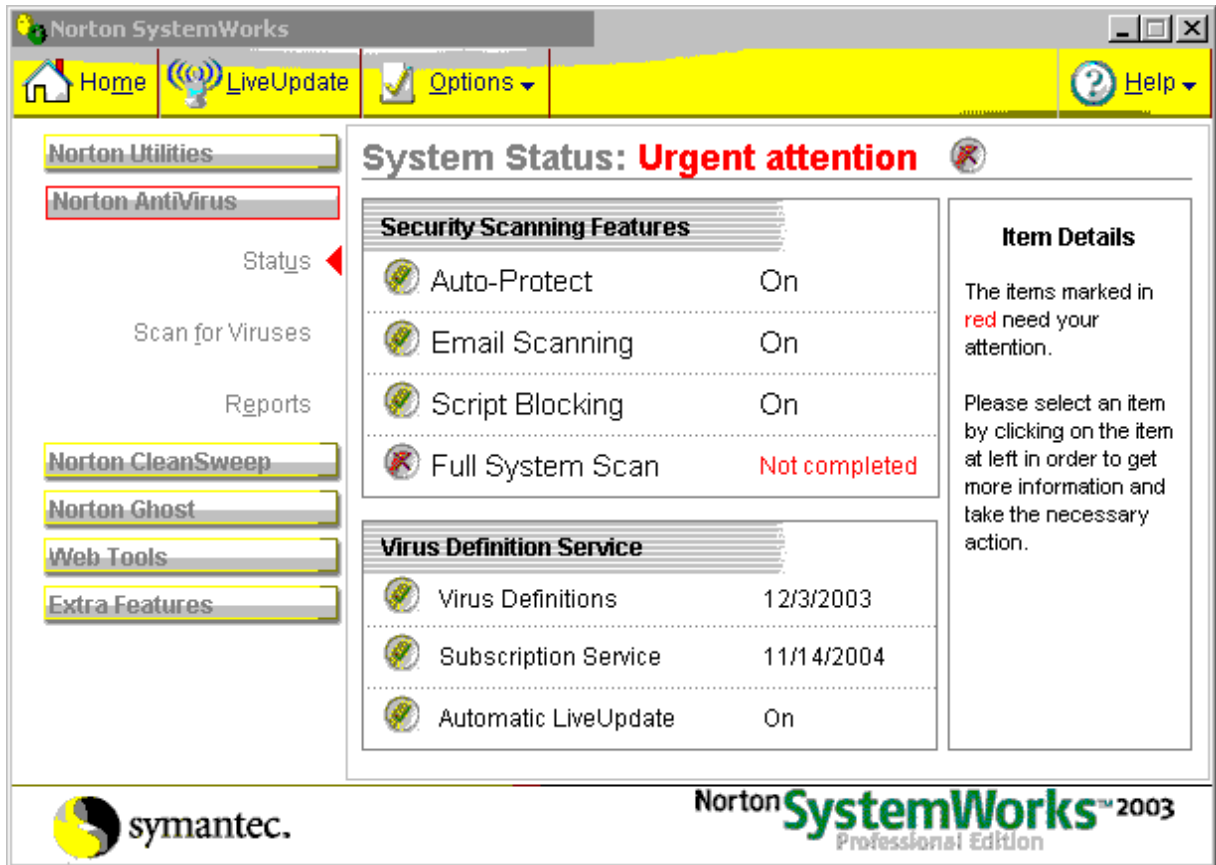 Norton SystemWorks
Home LiveUpdate Options Help
Norton Utilities
Norton AntiVirus
Status
Scan for Viruses
Reports
Norton CleanSweep
Norton Ghost
Web Tools
Extra Features
System Status: Urgent attention
Security Scanning Features
Auto-Protect On
Email Scanning On
Script Blocking On
Full System Scan Not completed
Virus Definition Service
Virus Definitions 12/3/2003
Subscription Service 11/14/2004
Automatic LiveUpdate On
Item Details
The items marked in
red need your
attention.
Please select an item
by clicking on the item
at left in order to get
more information and
take the necessary
action.
symantec.
Norton SystemWorks™ 2003
Professional Edition